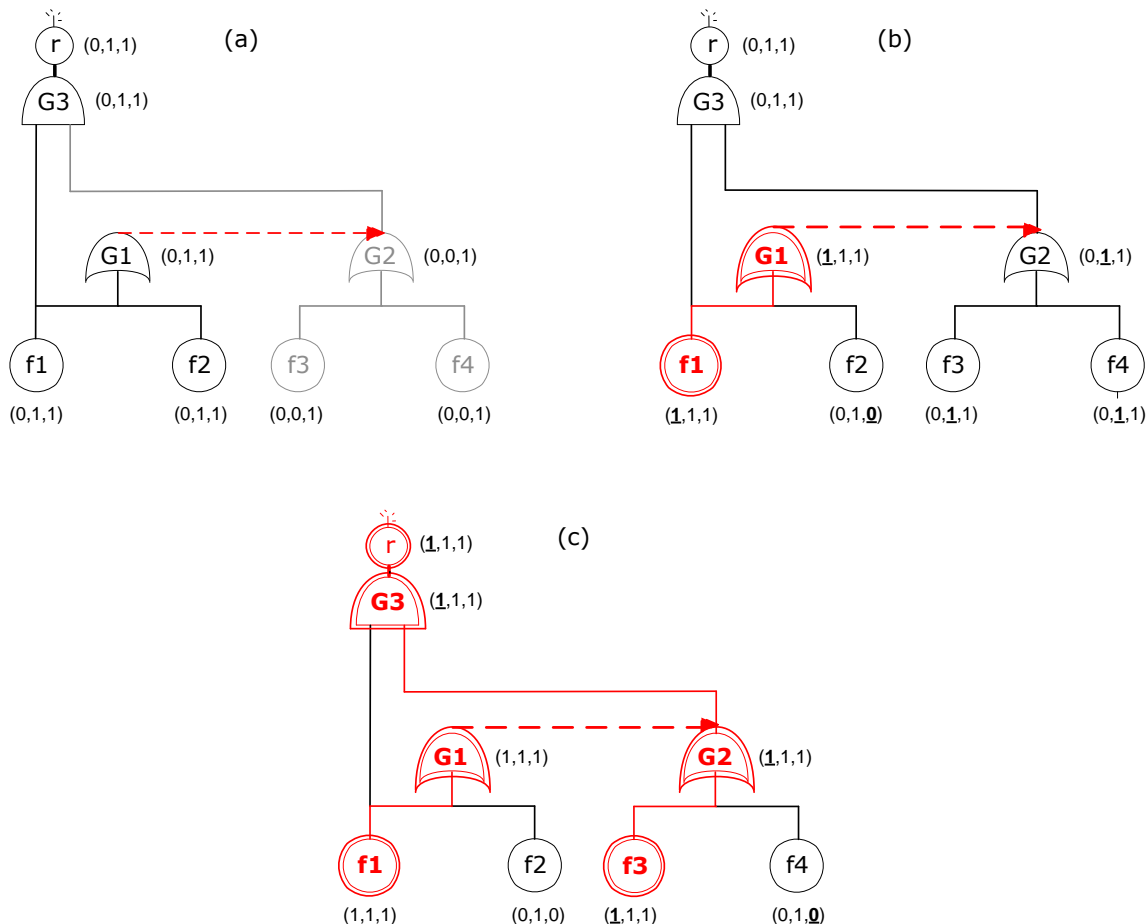 (a)
r (0,1,1)
G3 (0,1,1)
G1 (0,1,1)
G2 (0,0,1)
f1 f2 f3 f4
(0,1,1) (0,1,1) (0,0,1) (0,0,1)
(b)
r (0,1,1)
G3 (0,1,1)
G1 (1,1,1)
G2 (0,1,1)
f1 f2 f3 f4
(1,1,1) (0,1,0) (0,1,1) (0,1,1)
(c)
r (1,1,1)
G3 (1,1,1)
G1 (1,1,1)
G2 (1,1,1)
f1 f2 f3 f4
(1,1,1) (0,1,0) (1,1,1) (0,1,0)